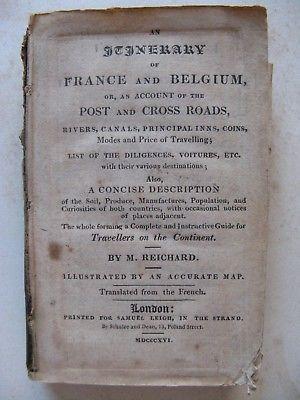 AN
ITINERARY
OF
FRANCE AND BELGIUM,
OR, AN ACCOUNT OF THE
POST AND CROSS ROADS,
RIVERS, CANALS, PRINCIPAL INNS, COINS,
Modes and Price of Travelling;
LIST OF THE DILIGENCES, VOITURES, ETC.
with their various destinations;
Also,
A CONCISE DESCRIPTION
of the Soil, Produce, Manufactures, Population, and
Curiosities of both countries, with occasional notices
of places adjacent.
The whole forming a Complete and Instructive Guide for
Travellers on the Continent.
BY M. REICHARD.
ILLUSTRATED BY AN ACCURATE MAP.
Translated from the French.
London:
PRINTED FOR SAMUEL LEIGH, IN THE STRAND.
By Schulze and Dean, 13, Poland Street.
MDCCCXVI.